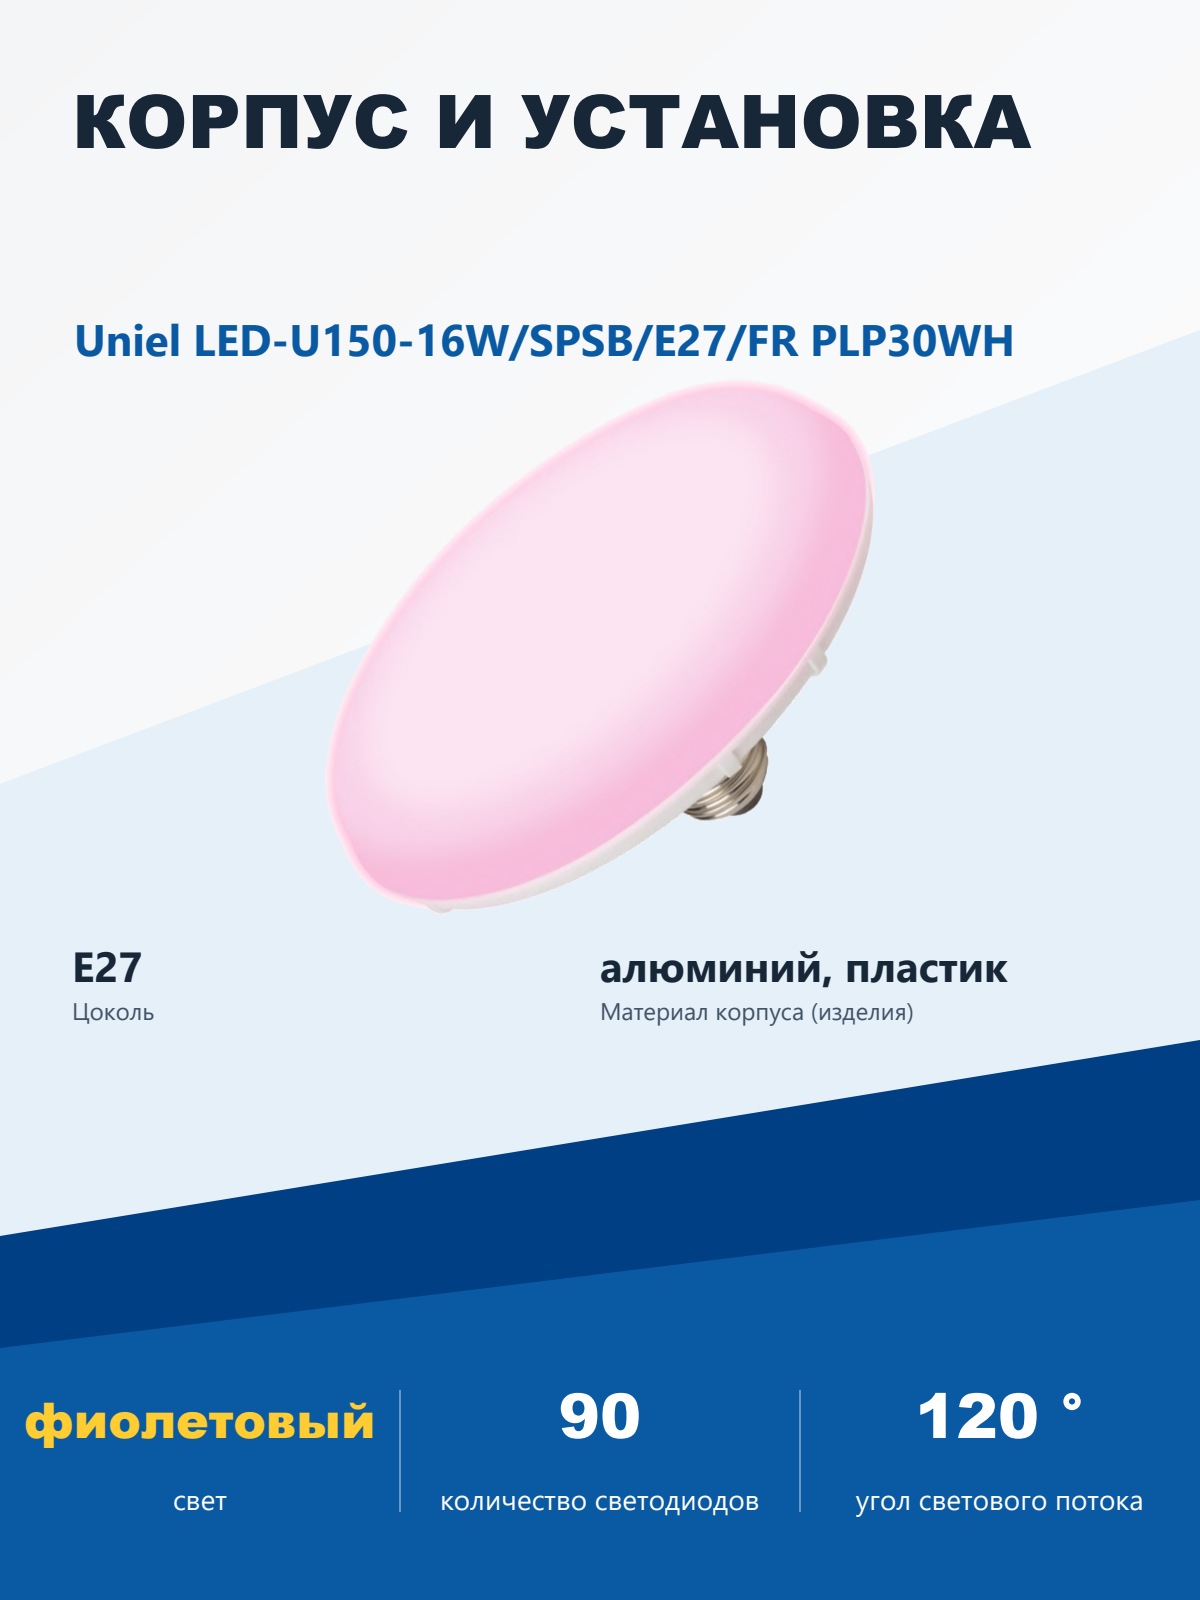 КОРПУС И УСТАНОВКА
Uniel LED-U150-16W/SPSB/E27/FR PLP30WH
E27
Цоколь
алюминий, пластик
Материал корпуса (изделия)
фиолетовый
свет
90
количество светодиодов
120 °
угол светового потока